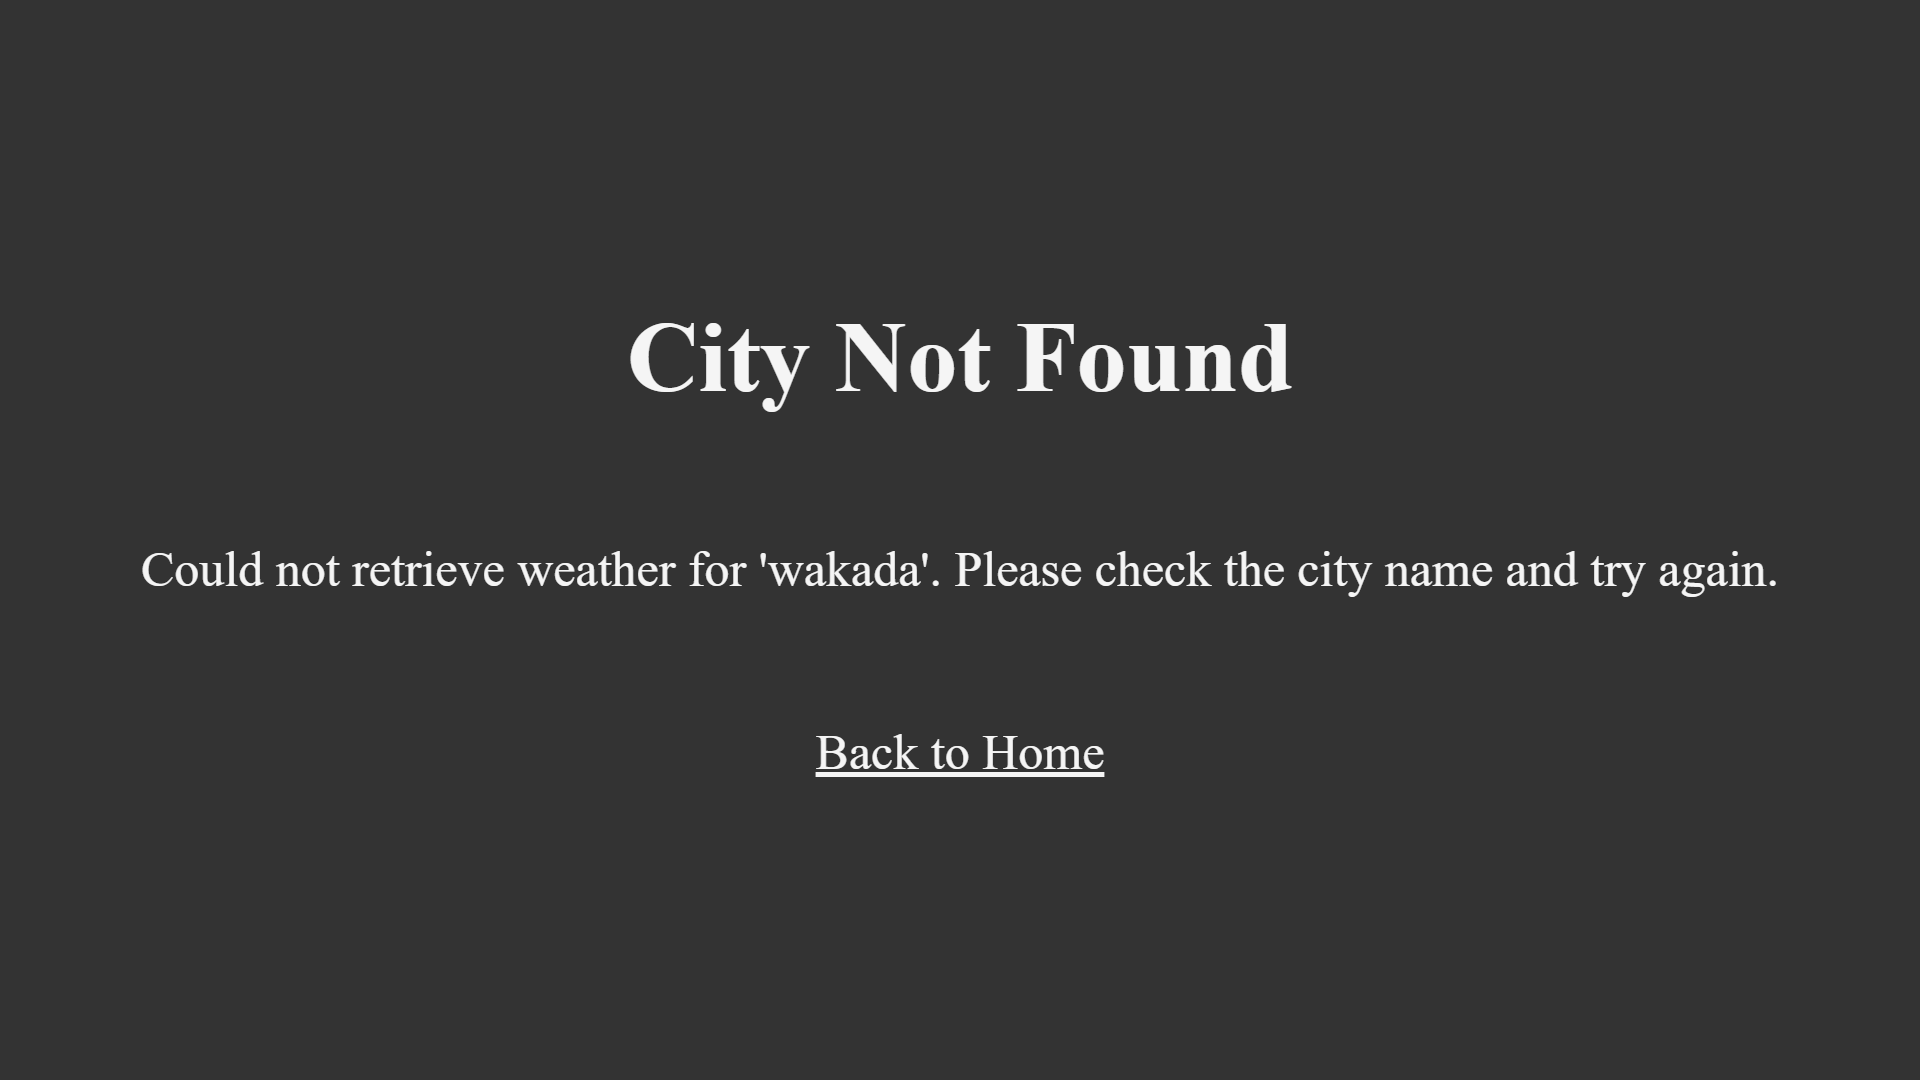 City Not Found
Could not retrieve weather for 'wakada'. Please check the city name and try again.
Back to Home